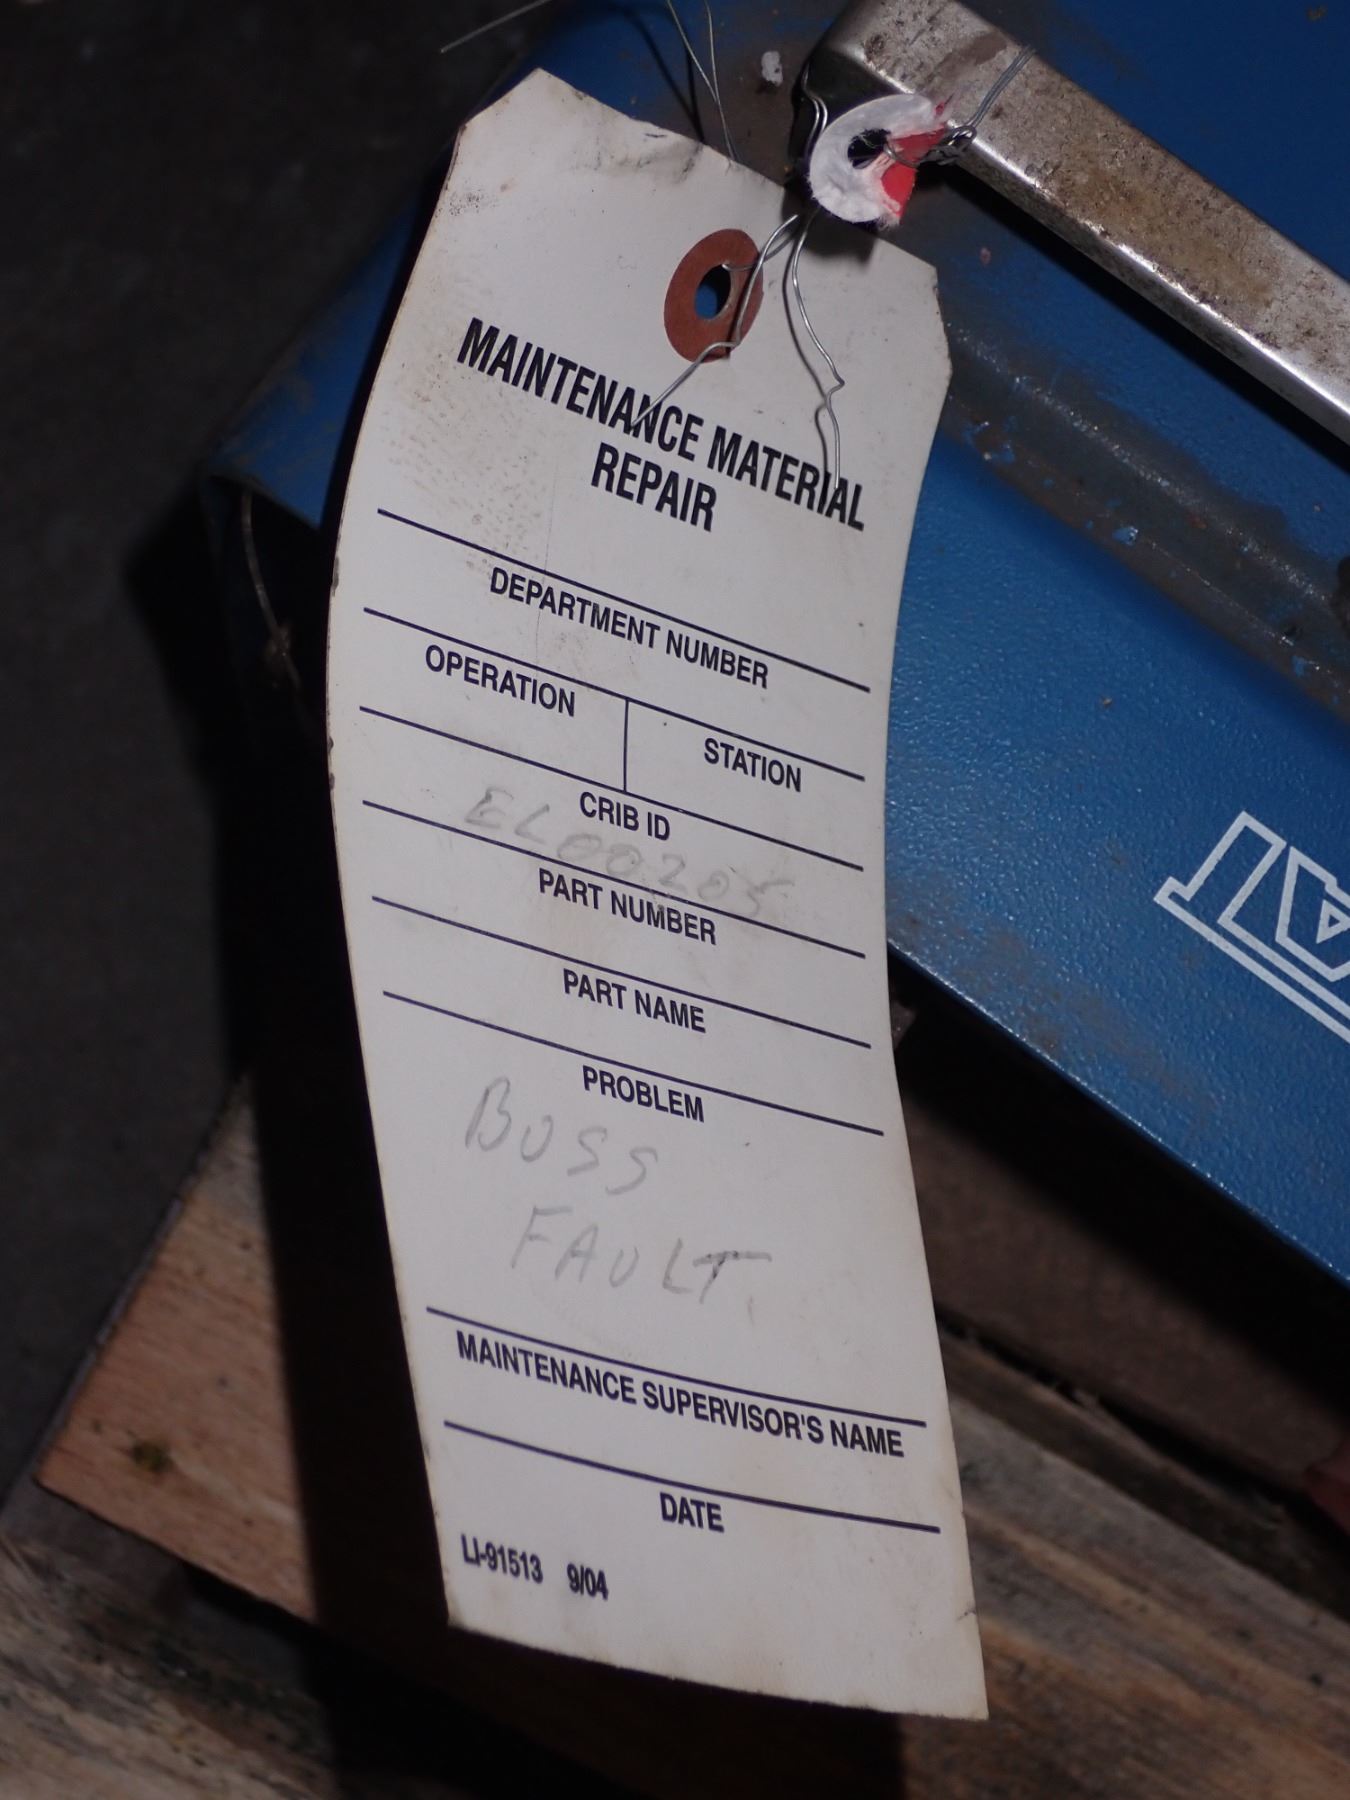 MAINTENANCE MATERIAL
REPAIR
DEPARTMENT NUMBER
OPERATION
STATION
CRIB ID
EL00205
PART NUMBER
PART NAME
PROBLEM
BUSS
FAULT
MAINTENANCE SUPERVISOR'S NAME
DATE
LI-91513 9/04